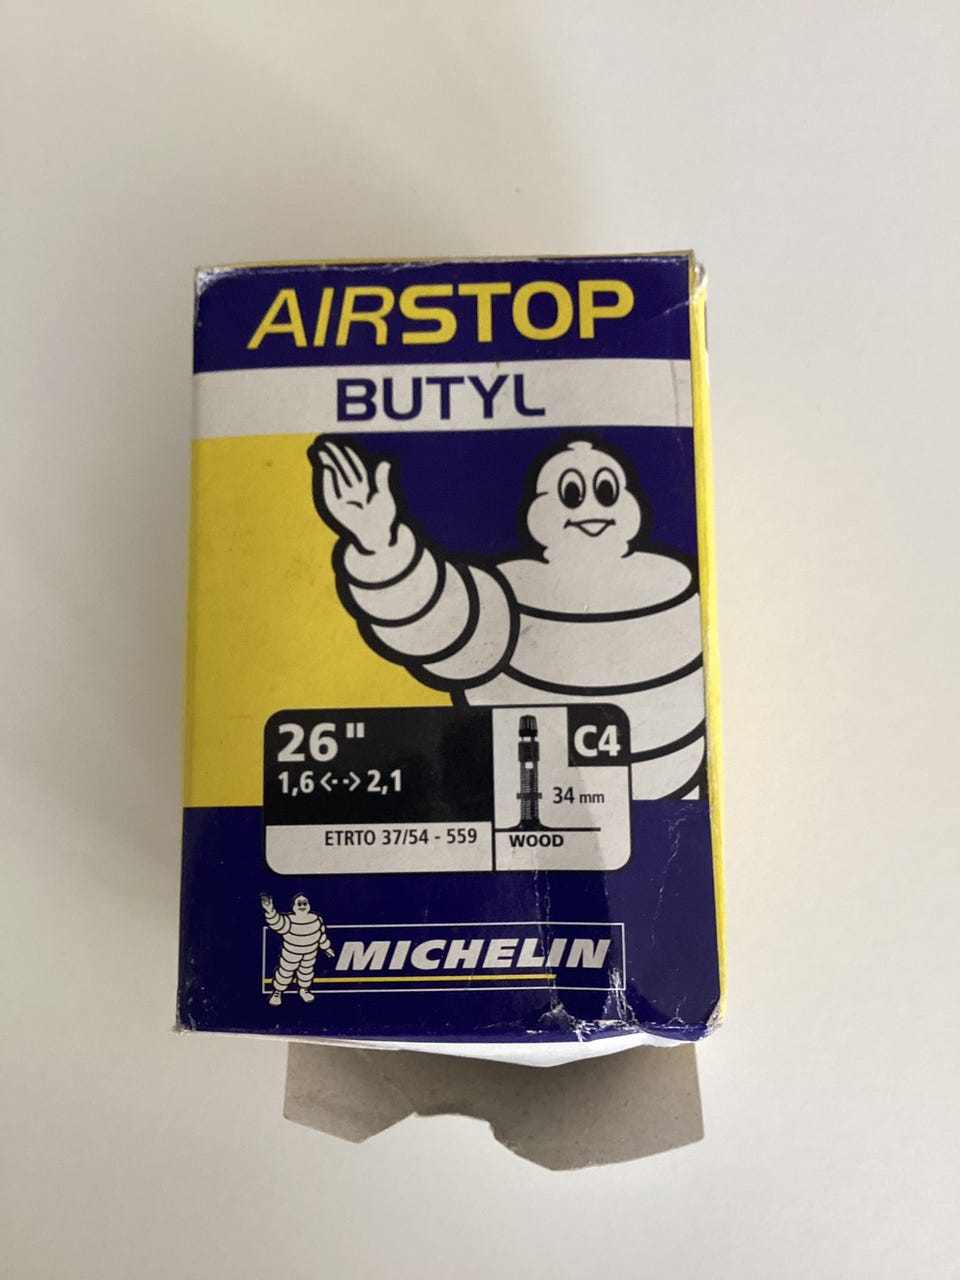 AIRSTOP
BUTYL
26" C4
1,6 <--> 2,1
34 mm
ETRTO 37/54 - 559
WOOD
MICHELIN